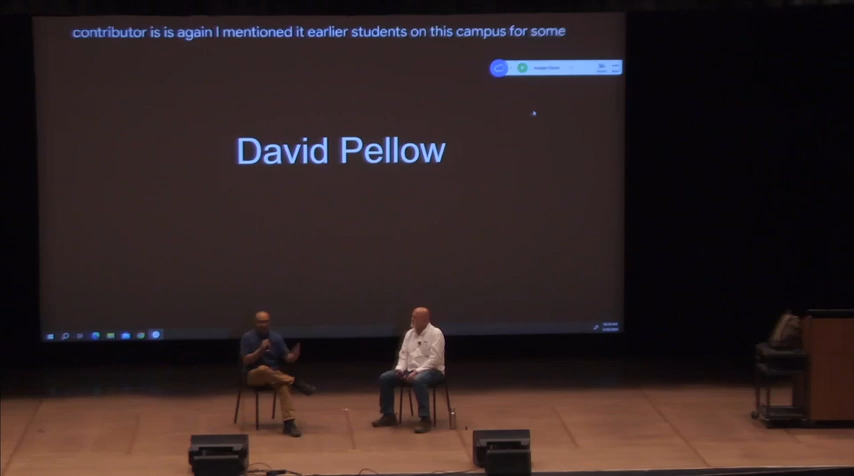 contributor is is again I mentioned it earlier students on this campus for some
David Pellow